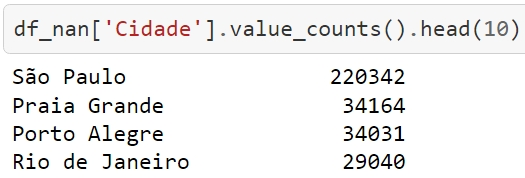 df_nan['Cidade'].value_counts().head(10)
São Paulo 220342
Praia Grande 34164
Porto Alegre 34031
Rio de Janeiro 29040